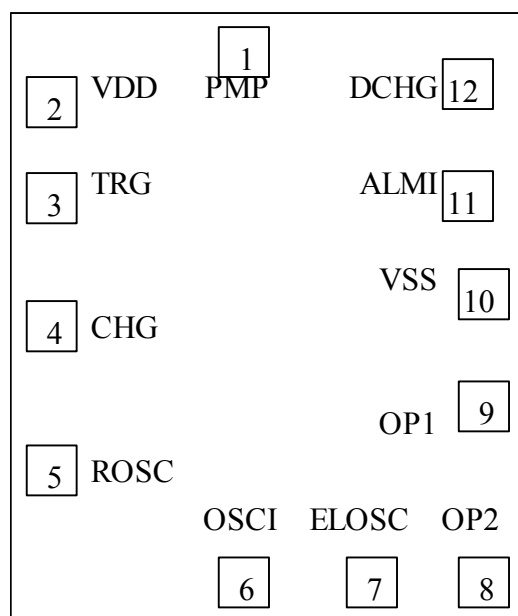 1
2 VDD PMP DCHG 12
3 TRG ALMI 11
VSS 10
4 CHG
OP1 9
5 ROSC
OSCI ELOSC OP2
6 7 8